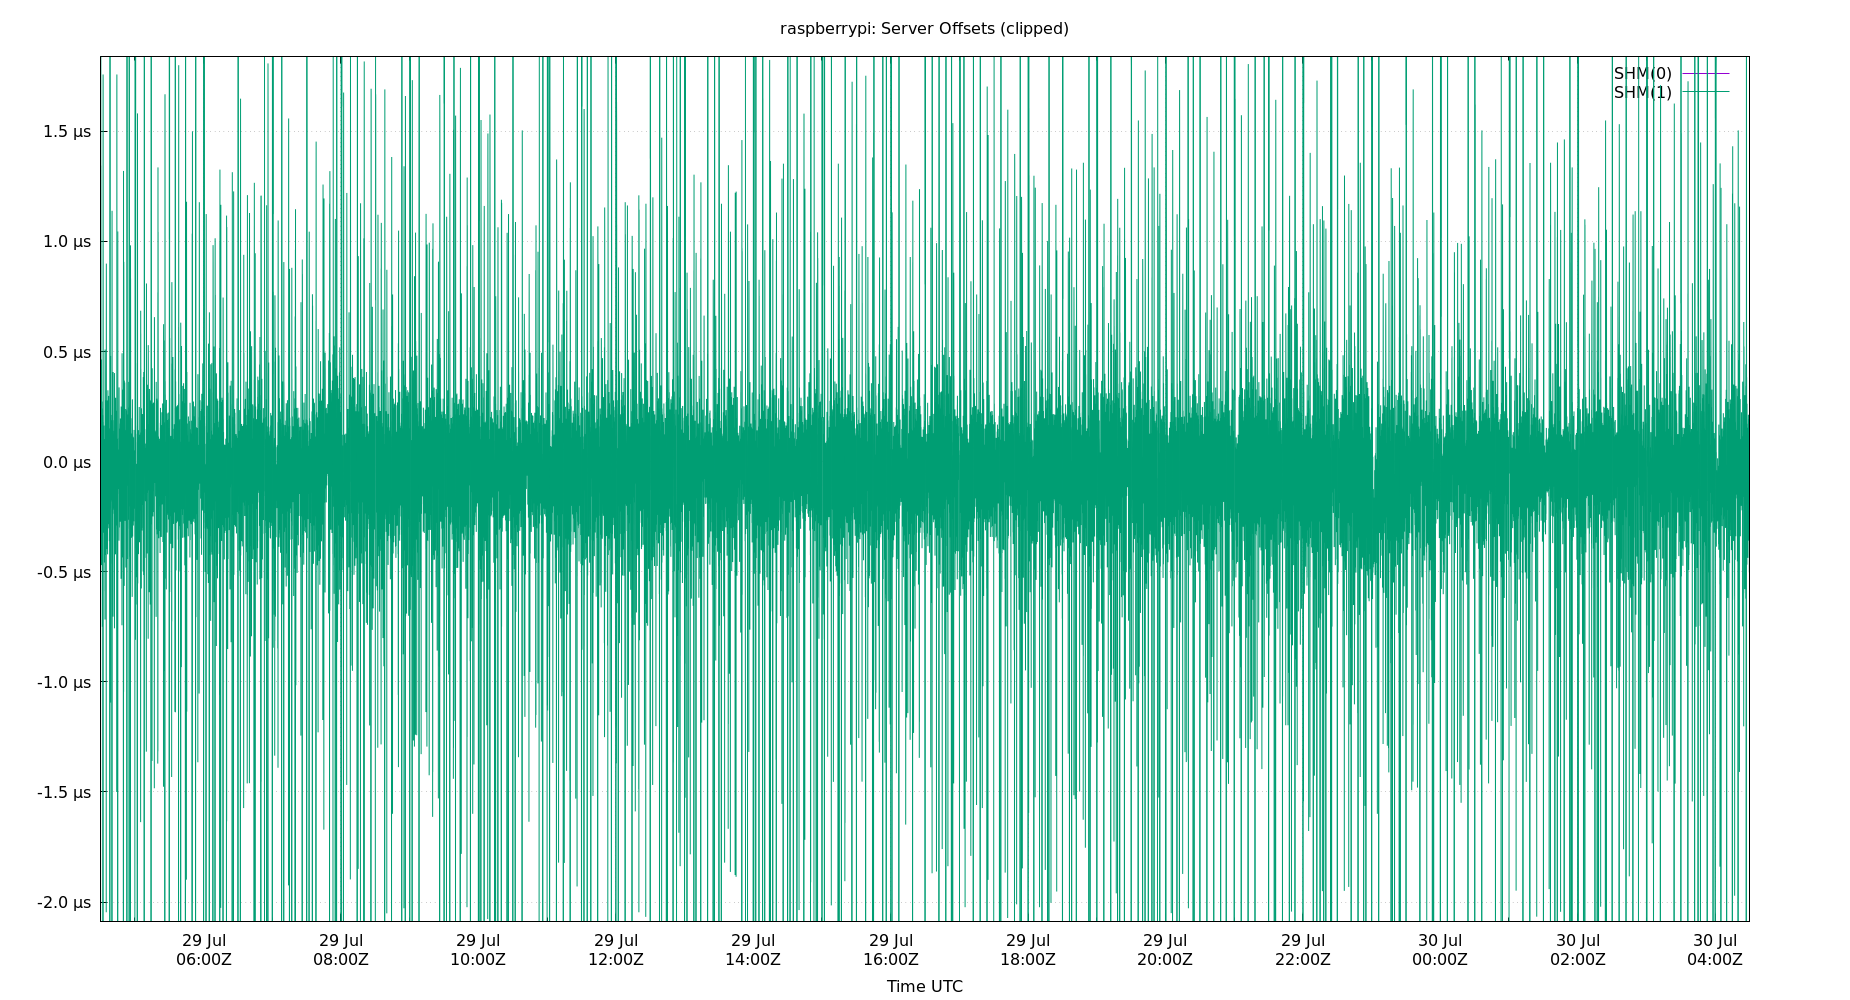 raspberrypi: Server Offsets (clipped)
SHM(0)
SHM(1)
1.5 µs
1.0 µs
0.5 µs
0.0 µs
-0.5 µs
-1.0 µs
-1.5 µs
-2.0 µs
29 Jul 29 Jul 29 Jul 29 Jul 29 Jul 29 Jul 29 Jul 29 Jul 29 Jul 30 Jul 30 Jul 30 Jul
06:00Z 08:00Z 10:00Z 12:00Z 14:00Z 16:00Z 18:00Z 20:00Z 22:00Z 00:00Z 02:00Z 04:00Z
Time UTC